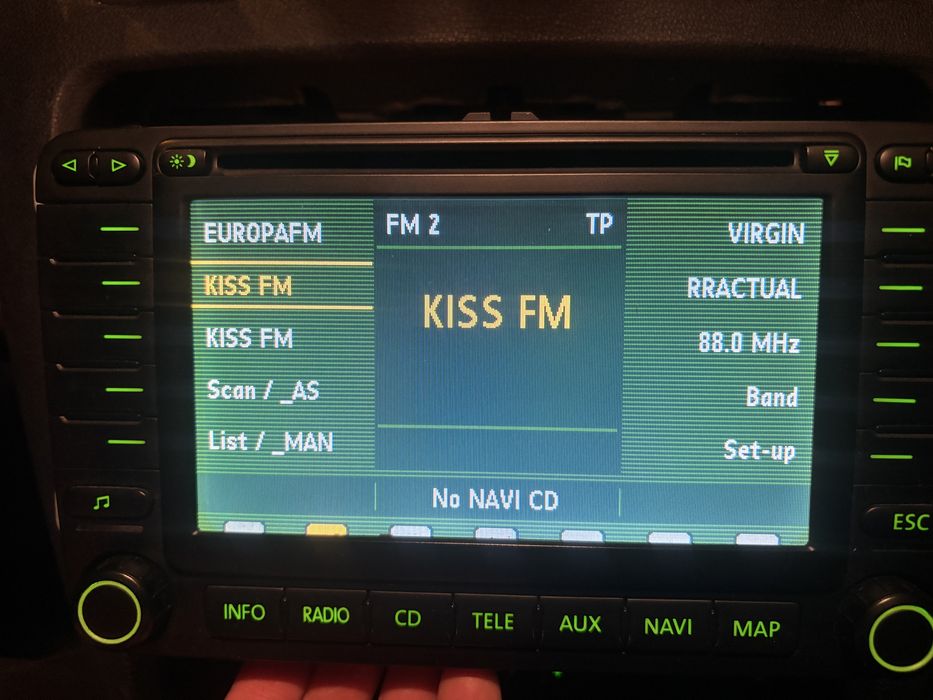 EUROPAFM
KISS FM
KISS FM
Scan / _AS
List / _MAN
FM 2 TP
KISS FM
VIRGIN
RRACTUAL
88.0 MHz
Band
Set-up
No NAVI CD
ESC
INFO RADIO CD TELE AUX NAVI MAP